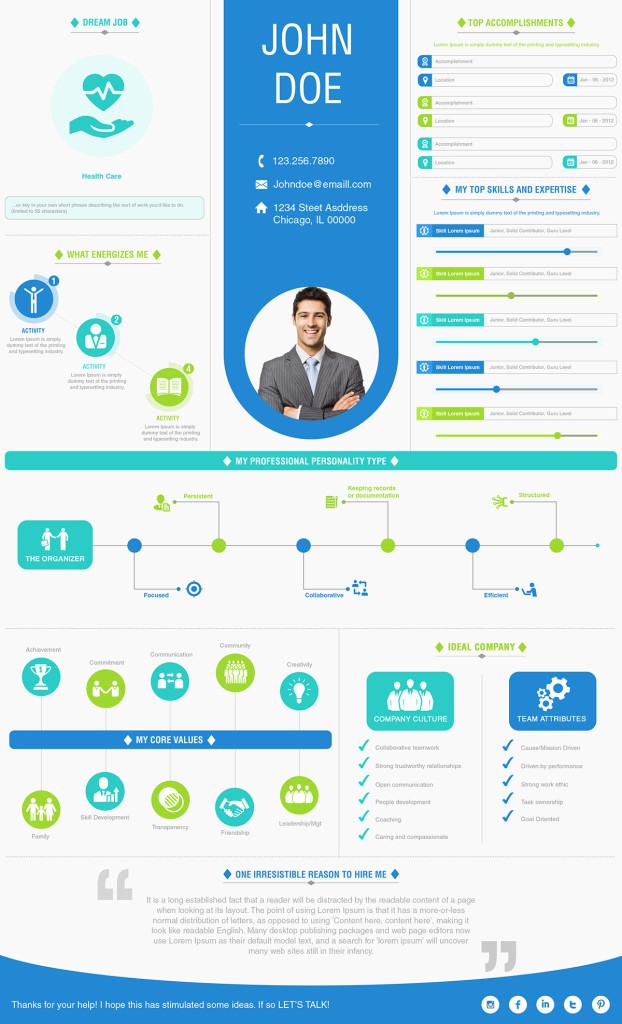 DREAM JOB
Health Care
...or key in your own short phrase describing the sort of work you'd like to do.
(limited to 55 characters)
WHAT ENERGIZES ME
1
ACTIVITY
Lorem Ipsum is simply
dummy text of the printing
and typesetting industry.
2
ACTIVITY
Lorem Ipsum is simply
dummy text of the printing
and typesetting industry.
4
ACTIVITY
Lorem Ipsum is simply
dummy text of the printing
and typesetting industry.
JOHN
DOE
123.256.7890
Johndoe@emaill.com
1234 Steet Asddress
Chicago, IL 00000
TOP ACCOMPLISHMENTS
Lorem Ipsum is simply dummy text of the printing and typesetting industry.
Accomplishment
Location
Jan - 05 - 2012
Accomplishment
Location
Jan - 05 - 2012
Accomplishment
Location
Jan - 05 - 2012
MY TOP SKILLS AND EXPERTISE
Lorem Ipsum is simply dummy text of the printing and typesetting industry.
Skill Lorem Ipsum Junior, Solid Contributor, Guru Level
Skill Lorem Ipsum Junior, Solid Contributor, Guru Level
Skill Lorem Ipsum Junior, Solid Contributor, Guru Level
Skill Lorem Ipsum Junior, Solid Contributor, Guru Level
Skill Lorem Ipsum Junior, Solid Contributor, Guru Level
MY PROFESSIONAL PERSONALITY TYPE
THE ORGANIZER
Persistent
Keeping records
or documentation
Structured
Focused
Collaborative
Efficient
Achievement
Commitment
Communication
Community
Creativity
MY CORE VALUES
Family
Skill Development
Transparency
Friendship
Leadership/Mgt
IDEAL COMPANY
COMPANY CULTURE
Collaborative teamwork
Strong trustworthy relationships
Open communication
People development
Coaching
Caring and compassionate
TEAM ATTRIBUTES
Cause/Mission Driven
Driven by performance
Strong work ethic
Task ownership
Goal Oriented
ONE IRRESISTIBLE REASON TO HIRE ME
It is a long established fact that a reader will be distracted by the readable content of a page
when looking at its layout. The point of using Lorem Ipsum is that it has a more-or-less
normal distribution of letters, as opposed to using 'Content here, content here', making it
look like readable English. Many desktop publishing packages and web page editors now
use Lorem Ipsum as their default model text, and a search for 'lorem ipsum' will uncover
many web sites still in their infancy.
Thanks for your help! I hope this has stimulated some ideas. If so LET'S TALK!